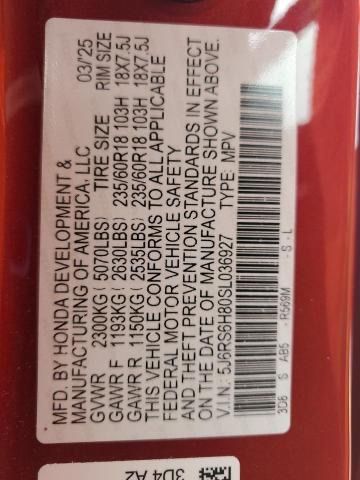 MFD. BY HONDA DEVELOPMENT &
MANUFACTURING OF AMERICA, LLC 03/'25
GVWR 2300KG ( 5070LBS) TIRE SIZE RIM SIZE
GAWR F 1193KG ( 2630LBS) 235/60R18 103H 18X7.5J
GAWR R 1150KG ( 2535LBS) 235/60R18 103H 18X7.5J
THIS VEHICLE CONFORMS TO ALL APPLICABLE
FEDERAL MOTOR VEHICLE SAFETY
AND THEFT PREVENTION STANDARDS IN EFFECT
ON THE DATE OF MANUFACTURE SHOWN ABOVE.
V.I.N.: 5J6RS6H80SL036927 TYPE: MPV
3D8 S AB5 - R569M - S - L
3D4 A2